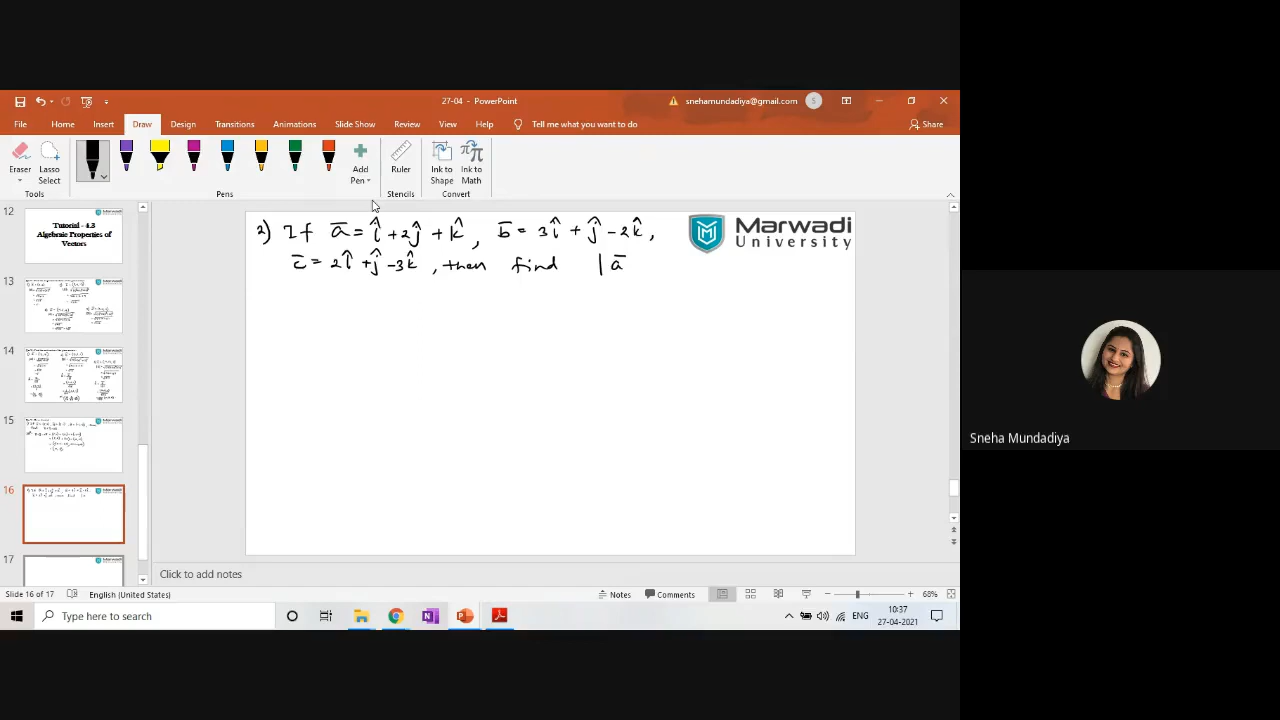 27-04 - PowerPoint
snehamundadiya@gmail.com
S
File Home Insert Draw Design Transitions Animations Slide Show Review View Help Tell me what you want to do
Share
Eraser
Lasso Select
Add Pen
Ruler
Ink to Shape
Ink to Math
Tools
Pens
Stencils
Convert
12
Tutorial - 4.3
Algebraic Properties of
Vectors
13
14
15
16
17
Marwadi
University
2) If a̅ = î + 2ĵ + k̂, b̅ = 3î + ĵ - 2k̂,
c̅ = 2î + ĵ - 3k̂, then find |a̅
Click to add notes
Slide 16 of 17 English (United States)
Notes Comments 68%
Type here to search
ENG
10:37
27-04-2021
Sneha Mundadiya